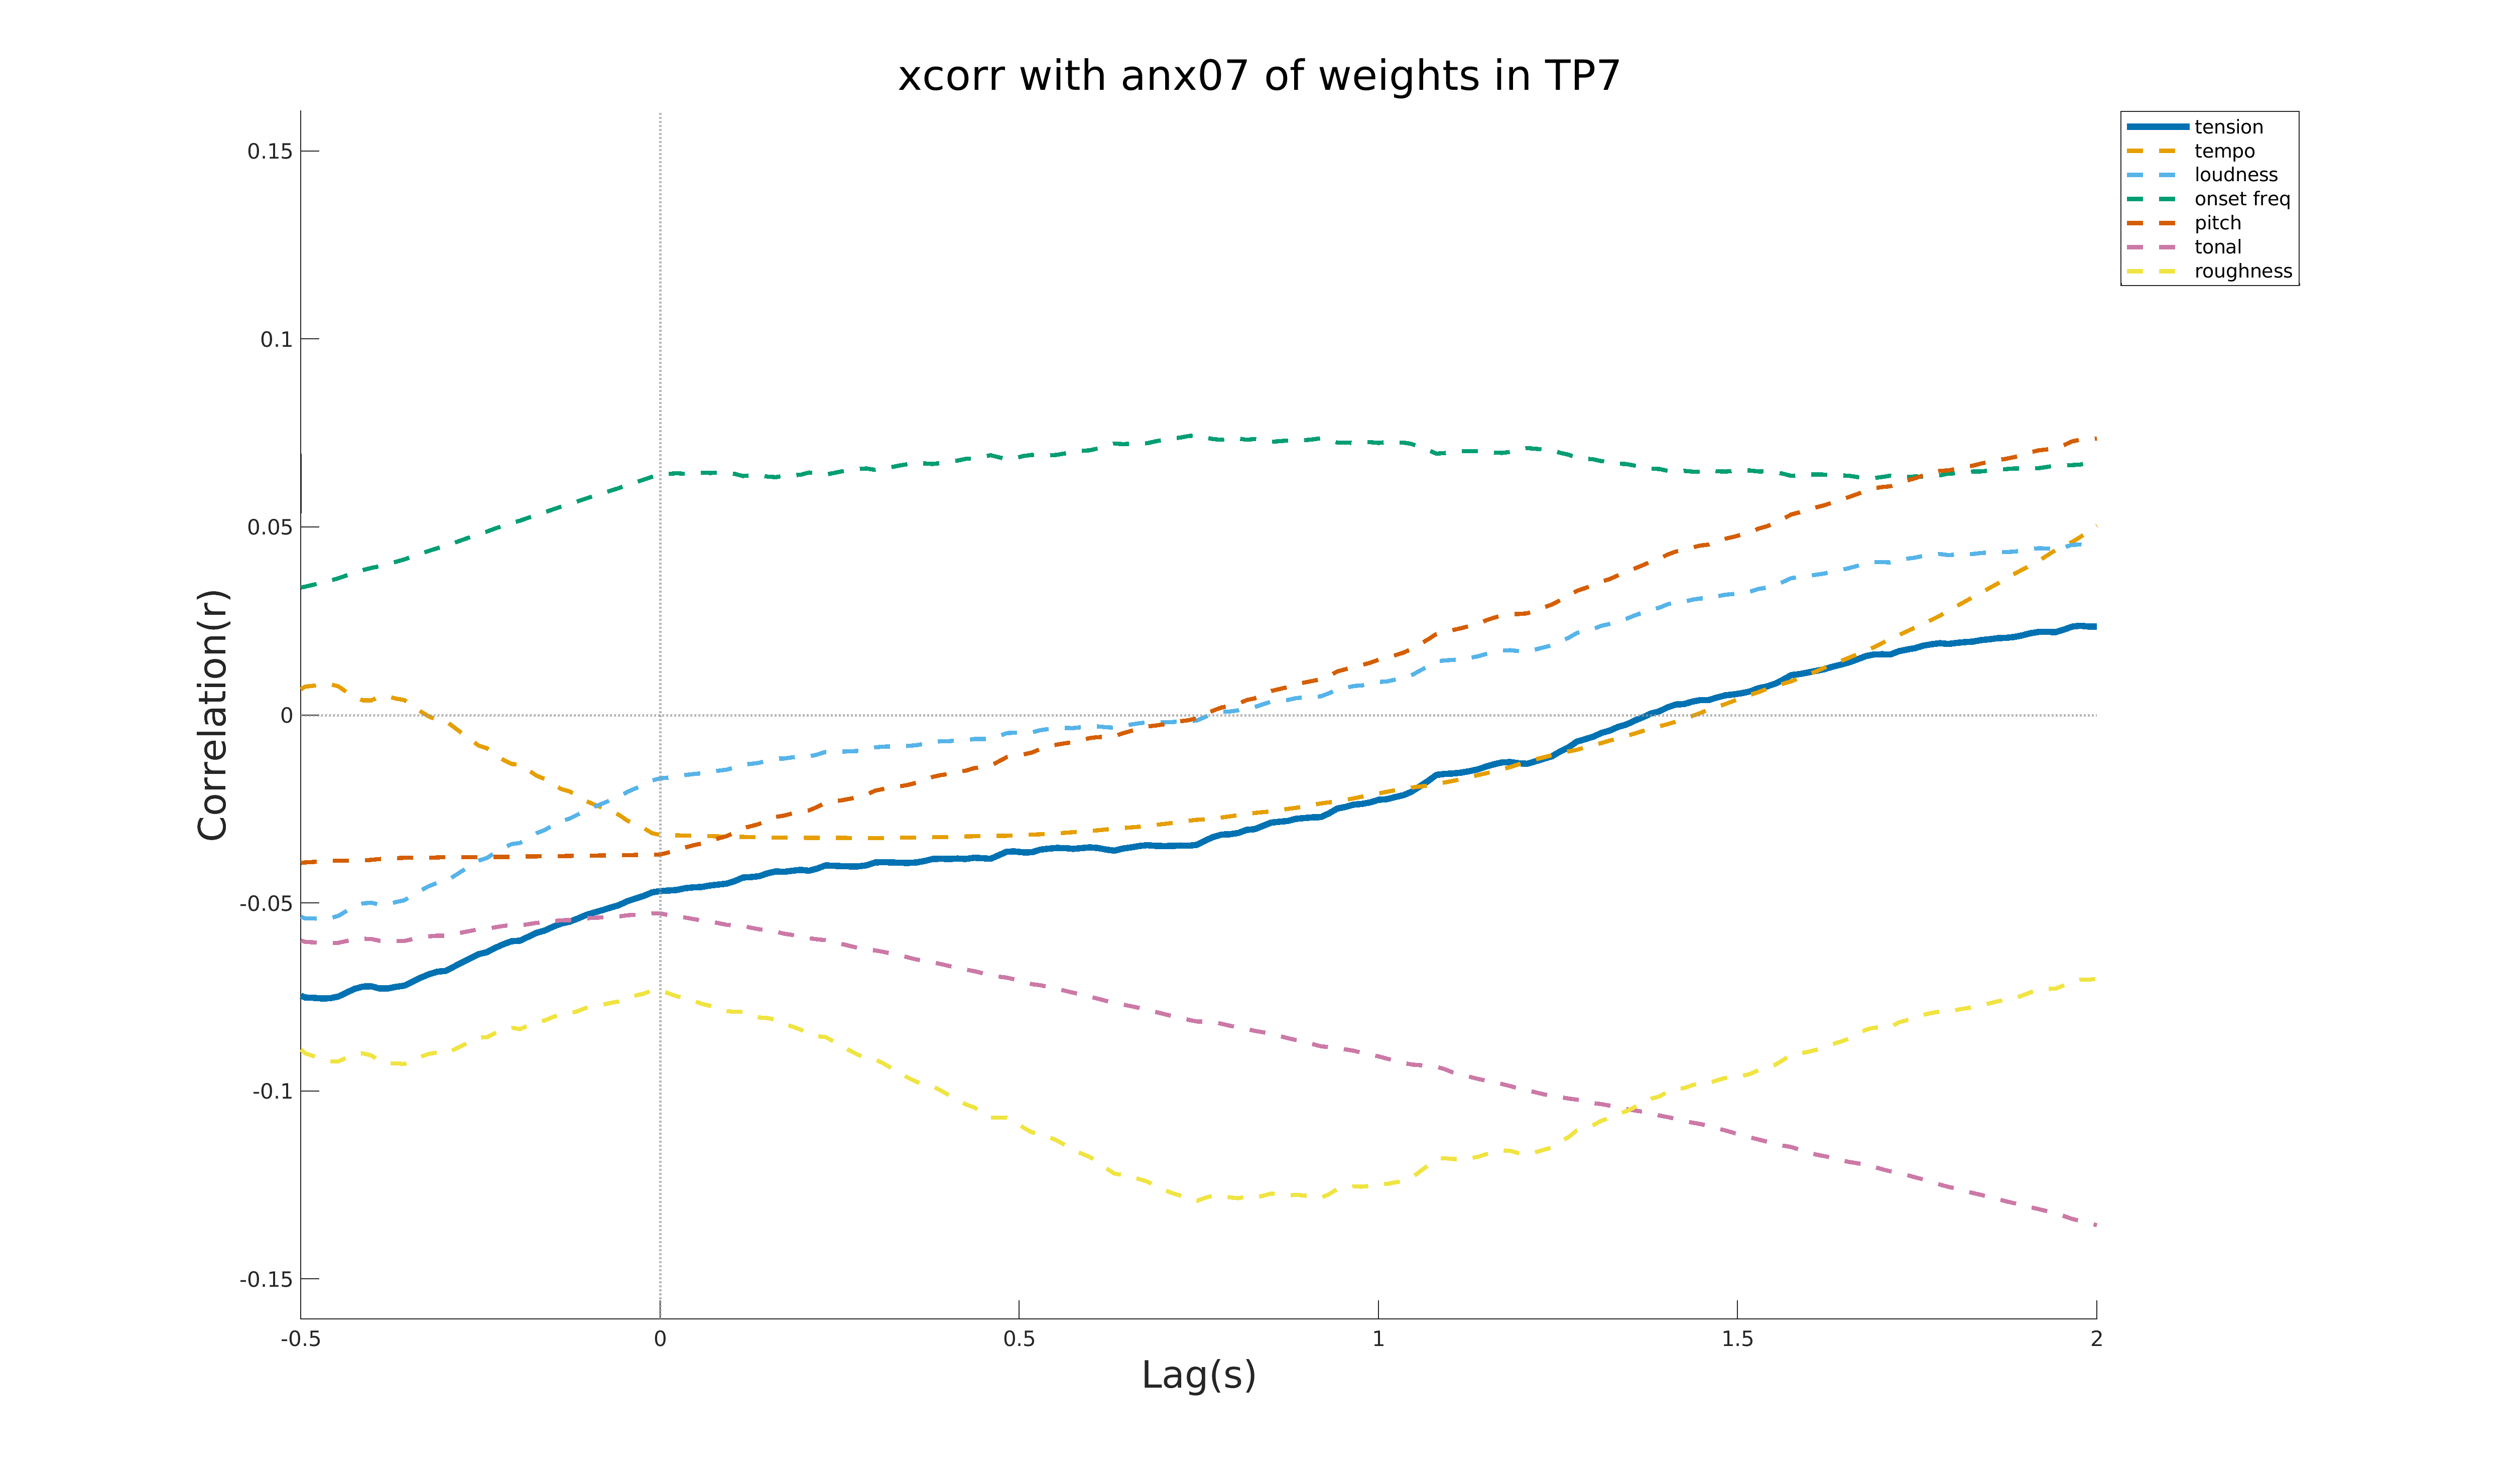 xcorr with anx07 of weights in TP7
tension
tempo
loudness
onset freq
pitch
tonal
roughness
0.15
0.1
0.05
0
-0.05
-0.1
-0.15
Correlation(r)
-0.5 0 0.5 1 1.5 2
Lag(s)